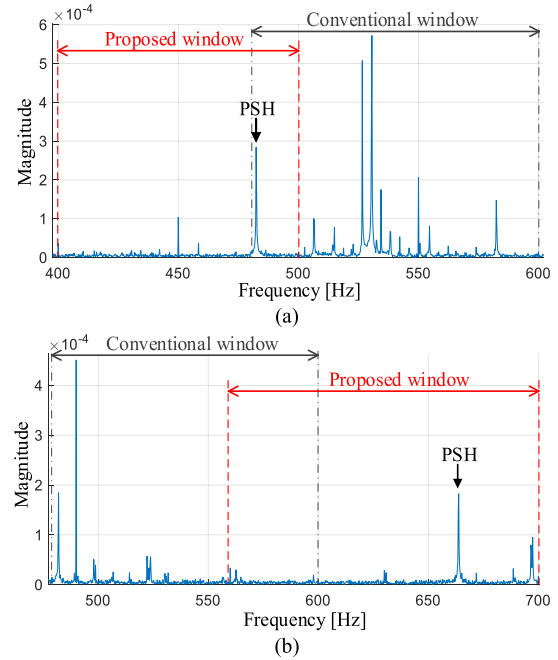 ×10⁻⁴
Conventional window
Proposed window
PSH
Magnitude
6
5
4
3
2
1
0
400 450 500 550 600
Frequency [Hz]
(a)
×10⁻⁴
Conventional window
Proposed window
PSH
Magnitude
4
3
2
1
0
500 550 600 650 700
Frequency [Hz]
(b)